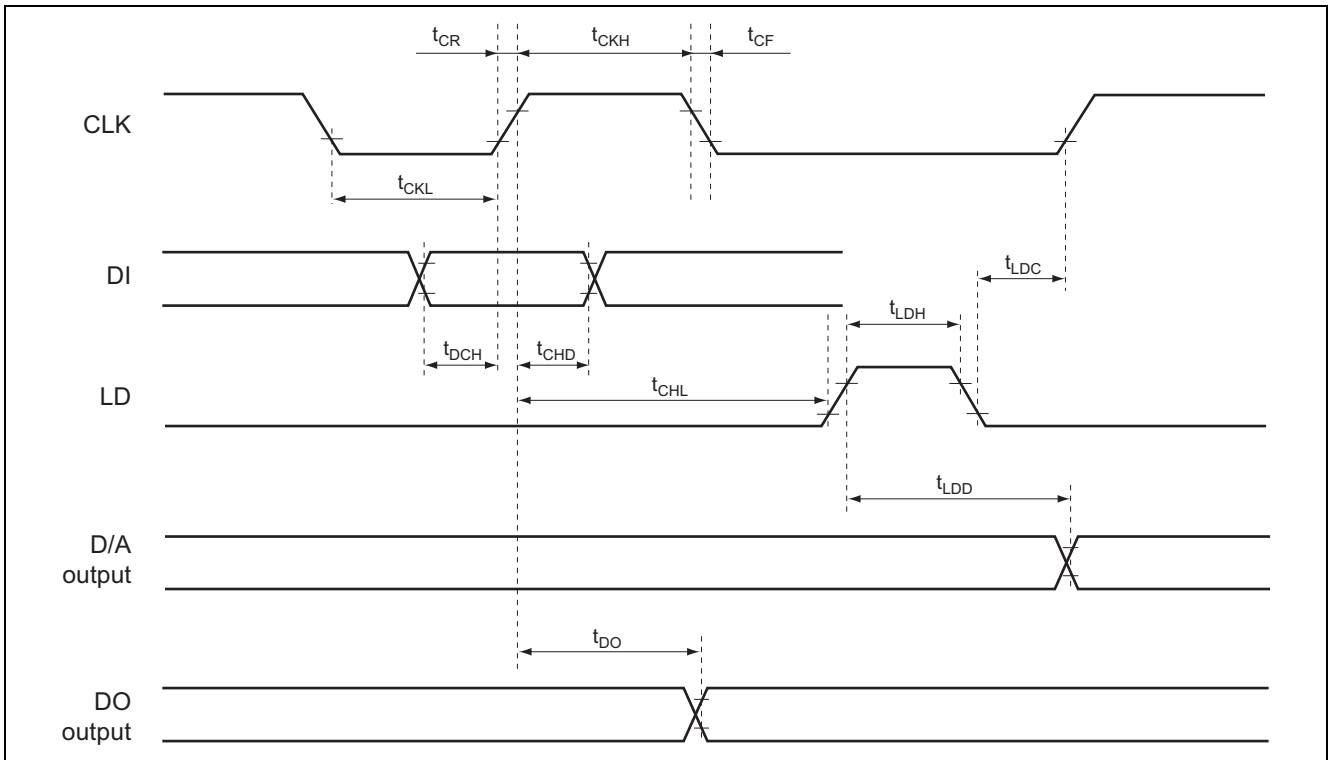 tCR
tCKH
tCF
CLK
tCKL
DI
tLDC
tLDH
tDCH
tCHD
tCHL
LD
tLDD
D/A
output
tDO
DO
output